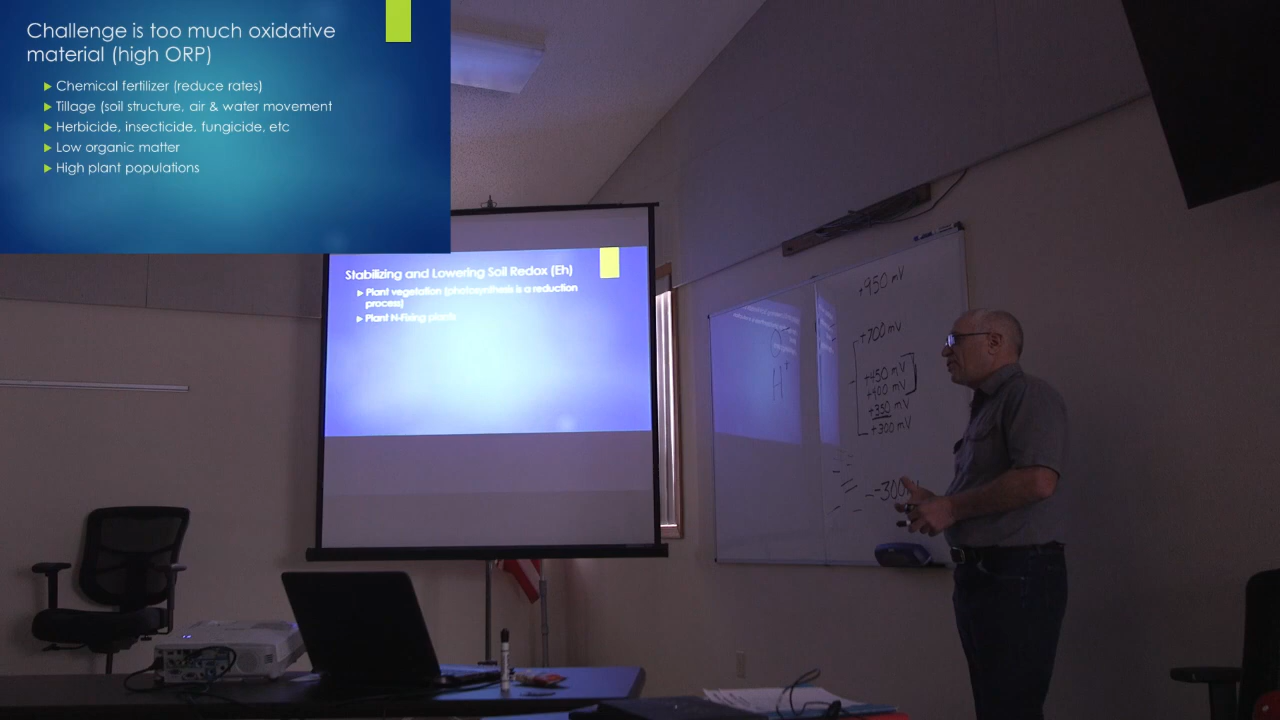 Challenge is too much oxidative
material (high ORP)
Chemical fertilizer (reduce rates)
Tillage (soil structure, air & water movement
Herbicide, insecticide, fungicide, etc
Low organic matter
High plant populations
Stabilizing and Lowering Soil Redox (Eh)
Plant vegetation (photosynthesis is a reduction
process)
Plant N-Fixing plants
+950 mV
+700 mV
+450 mV
+400 mV
+350 mV
+300 mV
-300
O-
H+